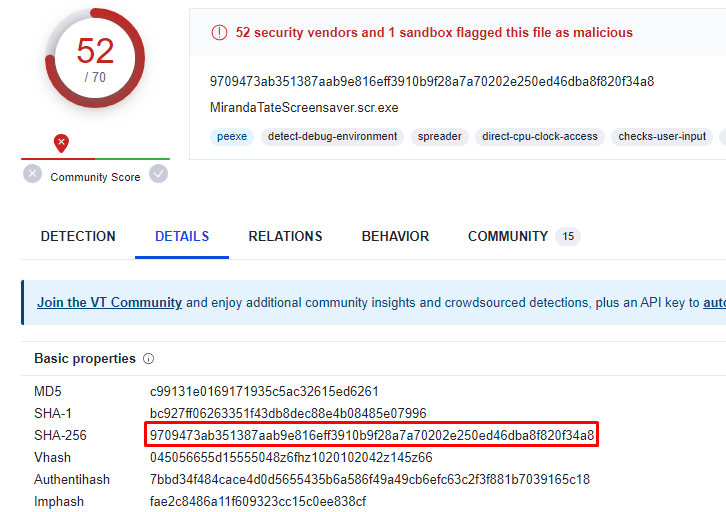 52
/ 70
Community Score
52 security vendors and 1 sandbox flagged this file as malicious
9709473ab351387aab9e816eff3910b9f28a7a70202e250ed46dba8f820f34a8
MirandaTateScreensaver.scr.exe
peexe detect-debug-environment spreader direct-cpu-clock-access checks-user-input
DETECTION DETAILS RELATIONS BEHAVIOR COMMUNITY 15
Join the VT Community and enjoy additional community insights and crowdsourced detections, plus an API key to auto
Basic properties
MD5 c99131e0169171935c5ac32615ed6261
SHA-1 bc927ff06263351f43db8dec88e4b08485e07996
SHA-256 9709473ab351387aab9e816eff3910b9f28a7a70202e250ed46dba8f820f34a8
Vhash 045056655d15555048z6fhz1020102042z145z66
Authentihash 7bbd34f484cace4d0d5655435b6a586f49a49cb6efc63c2f3f881b7039165c18
Imphash fae2c8486a11f609323cc15c0ee838cf